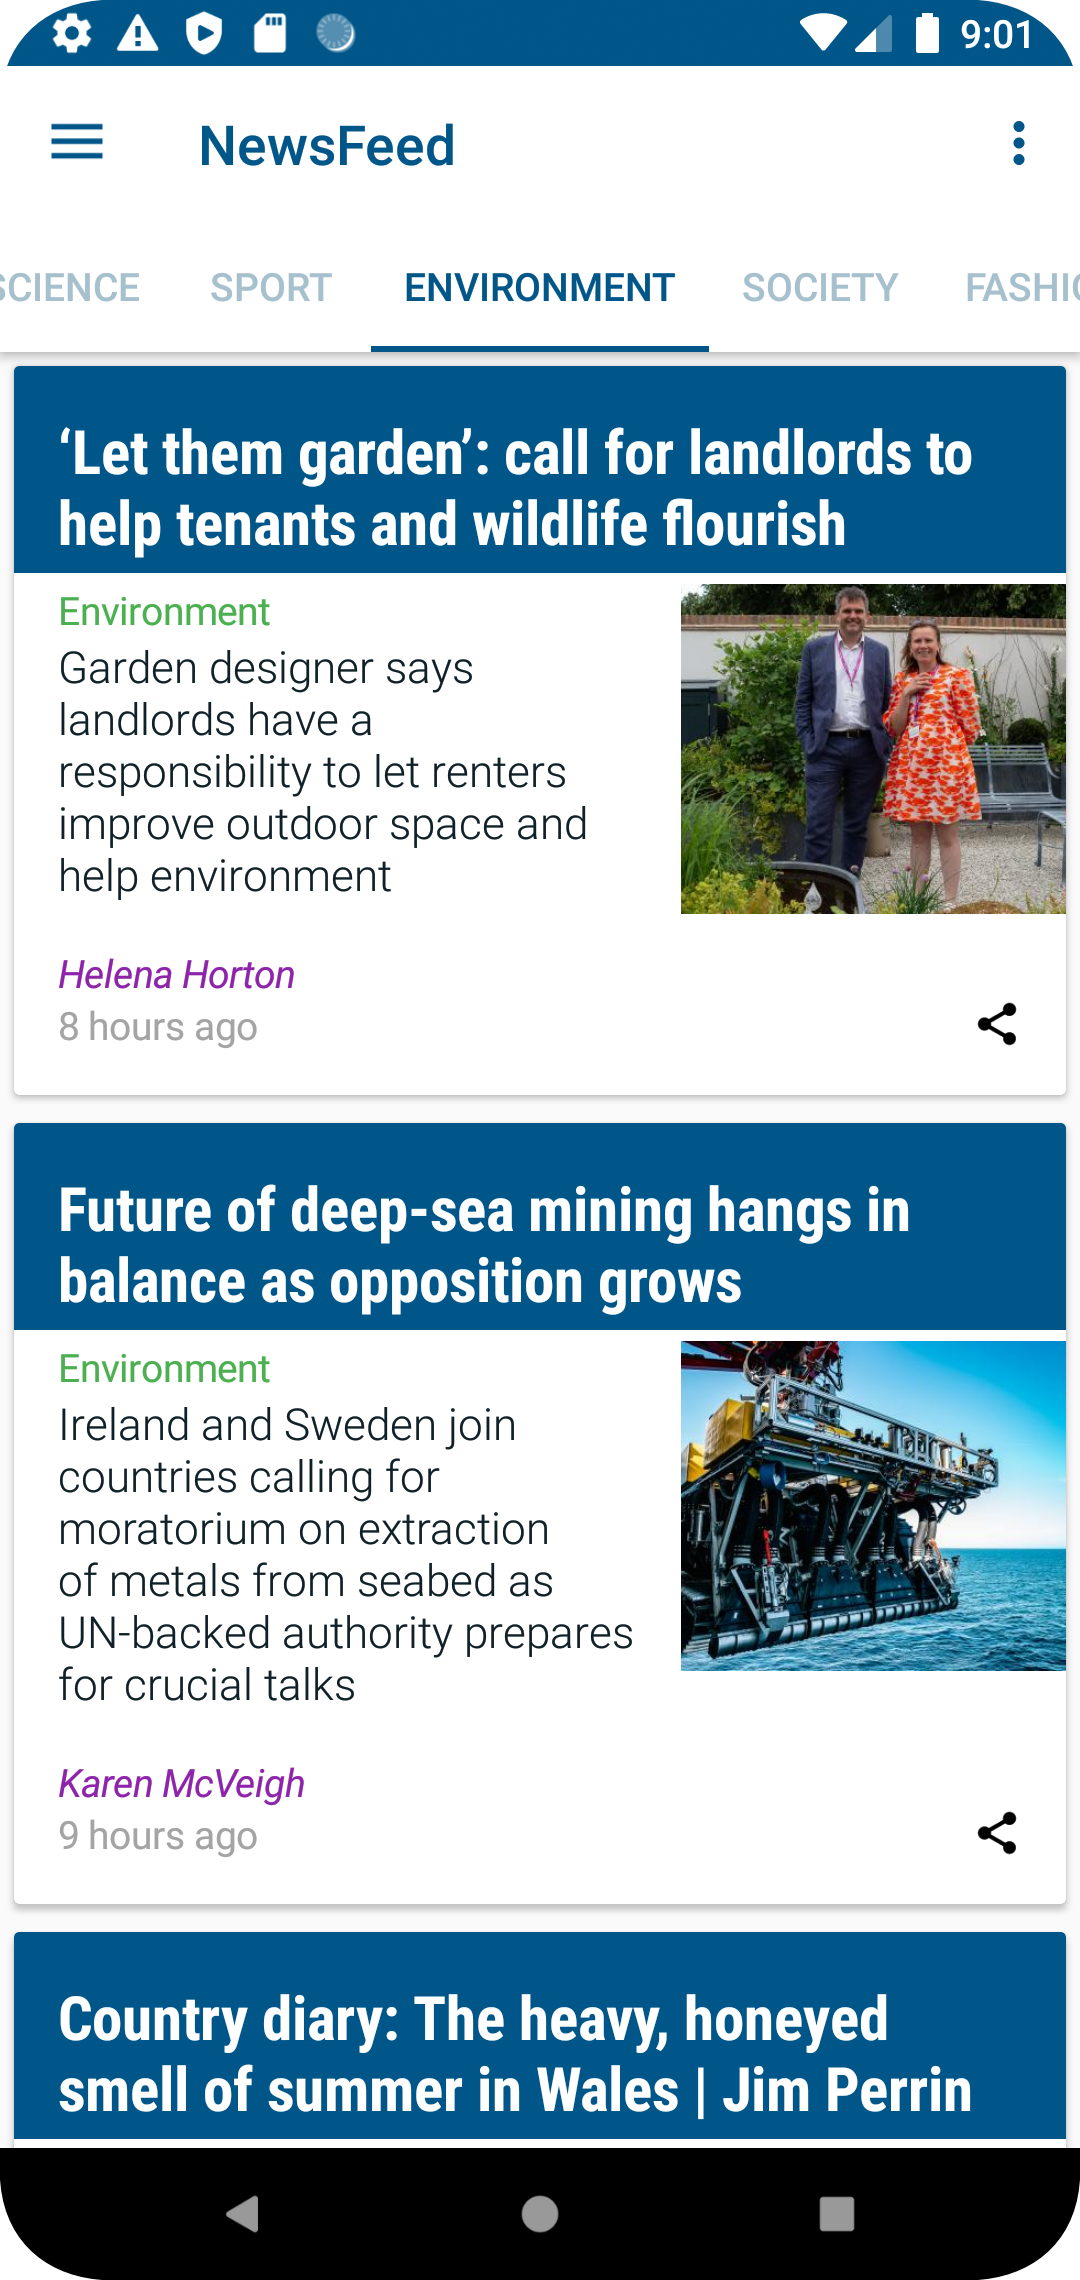 9:01
NewsFeed
SCIENCE SPORT ENVIRONMENT SOCIETY FASHIO
‘Let them garden’: call for landlords to
help tenants and wildlife flourish
Environment
Garden designer says
landlords have a
responsibility to let renters
improve outdoor space and
help environment
Helena Horton
8 hours ago
Future of deep-sea mining hangs in
balance as opposition grows
Environment
Ireland and Sweden join
countries calling for
moratorium on extraction
of metals from seabed as
UN-backed authority prepares
for crucial talks
Karen McVeigh
9 hours ago
Country diary: The heavy, honeyed
smell of summer in Wales | Jim Perrin